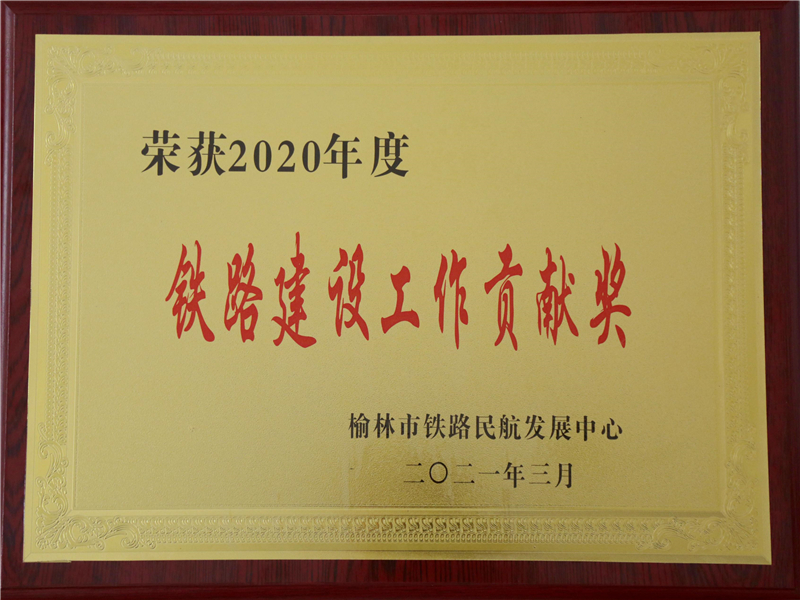 荣获2020年度
铁路建设工作贡献奖
榆林市铁路民航发展中心
二〇二一年三月